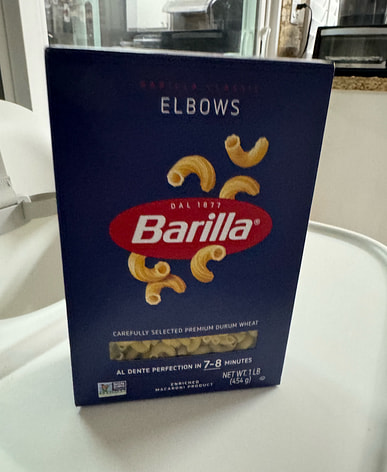 BARILLA CLASSIC
ELBOWS
DAL 1877
Barilla®
CAREFULLY SELECTED PREMIUM DURUM WHEAT
AL DENTE PERFECTION IN 7-8 MINUTES
ENRICHED
MACARONI PRODUCT
NET WT. 1 LB
(454 g)